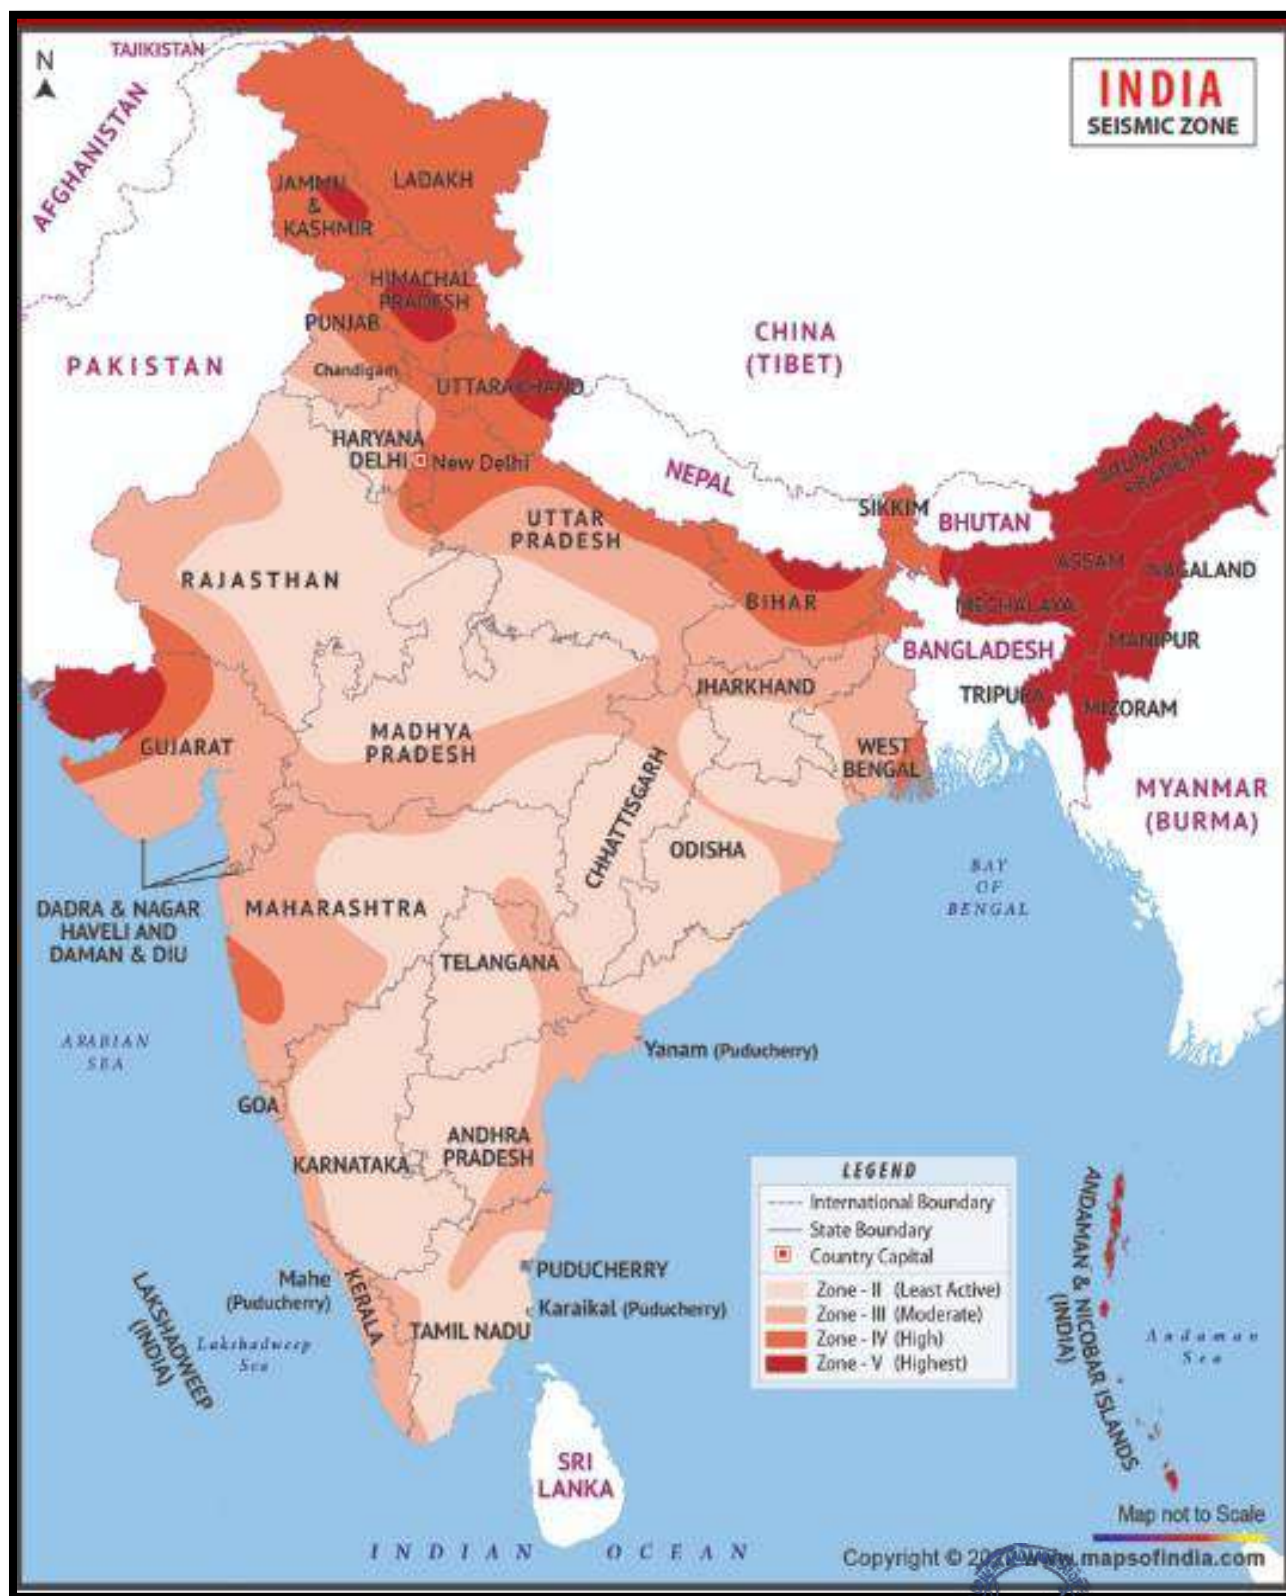 N
TAJIKISTAN
AFGHANISTAN
INDIA
SEISMIC ZONE
JAMMU
&
KASHMIR
LADAKH
HIMACHAL
PRADESH
PUNJAB
PAKISTAN
Chandigarh
UTTARAKHAND
CHINA
(TIBET)
HARYANA
DELHI
New Delhi
NEPAL
SIKKIM
BHUTAN
ARUNACHAL
PRADESH
UTTAR
PRADESH
RAJASTHAN
ASSAM
NAGALAND
BIHAR
MEGHALAYA
MANIPUR
BANGLADESH
TRIPURA
MIZORAM
JHARKHAND
GUJARAT
MADHYA
PRADESH
WEST
BENGAL
CHHATTISGARH
MYANMAR
(BURMA)
ODISHA
BAY
OF
BENGAL
DADRA & NAGAR
HAVELI AND
DAMAN & DIU
MAHARASHTRA
TELANGANA
ARABIAN
SEA
Yanam (Puducherry)
GOA
ANDHRA
PRADESH
KARNATAKA
LEGEND
International Boundary
State Boundary
Country Capital
Zone - II (Least Active)
Zone - III (Moderate)
Zone - IV (High)
Zone - V (Highest)
ANDAMAN & NICOBAR ISLANDS
(INDIA)
Andaman
Sea
Mahe
(Puducherry)
KERALA
PUDUCHERRY
Karaikal (Puducherry)
TAMIL NADU
LAKSHADWEEP
(INDIA)
Lakshadweep
Sea
SRI
LANKA
INDIAN OCEAN
Map not to Scale
Copyright © www.mapsofindia.com